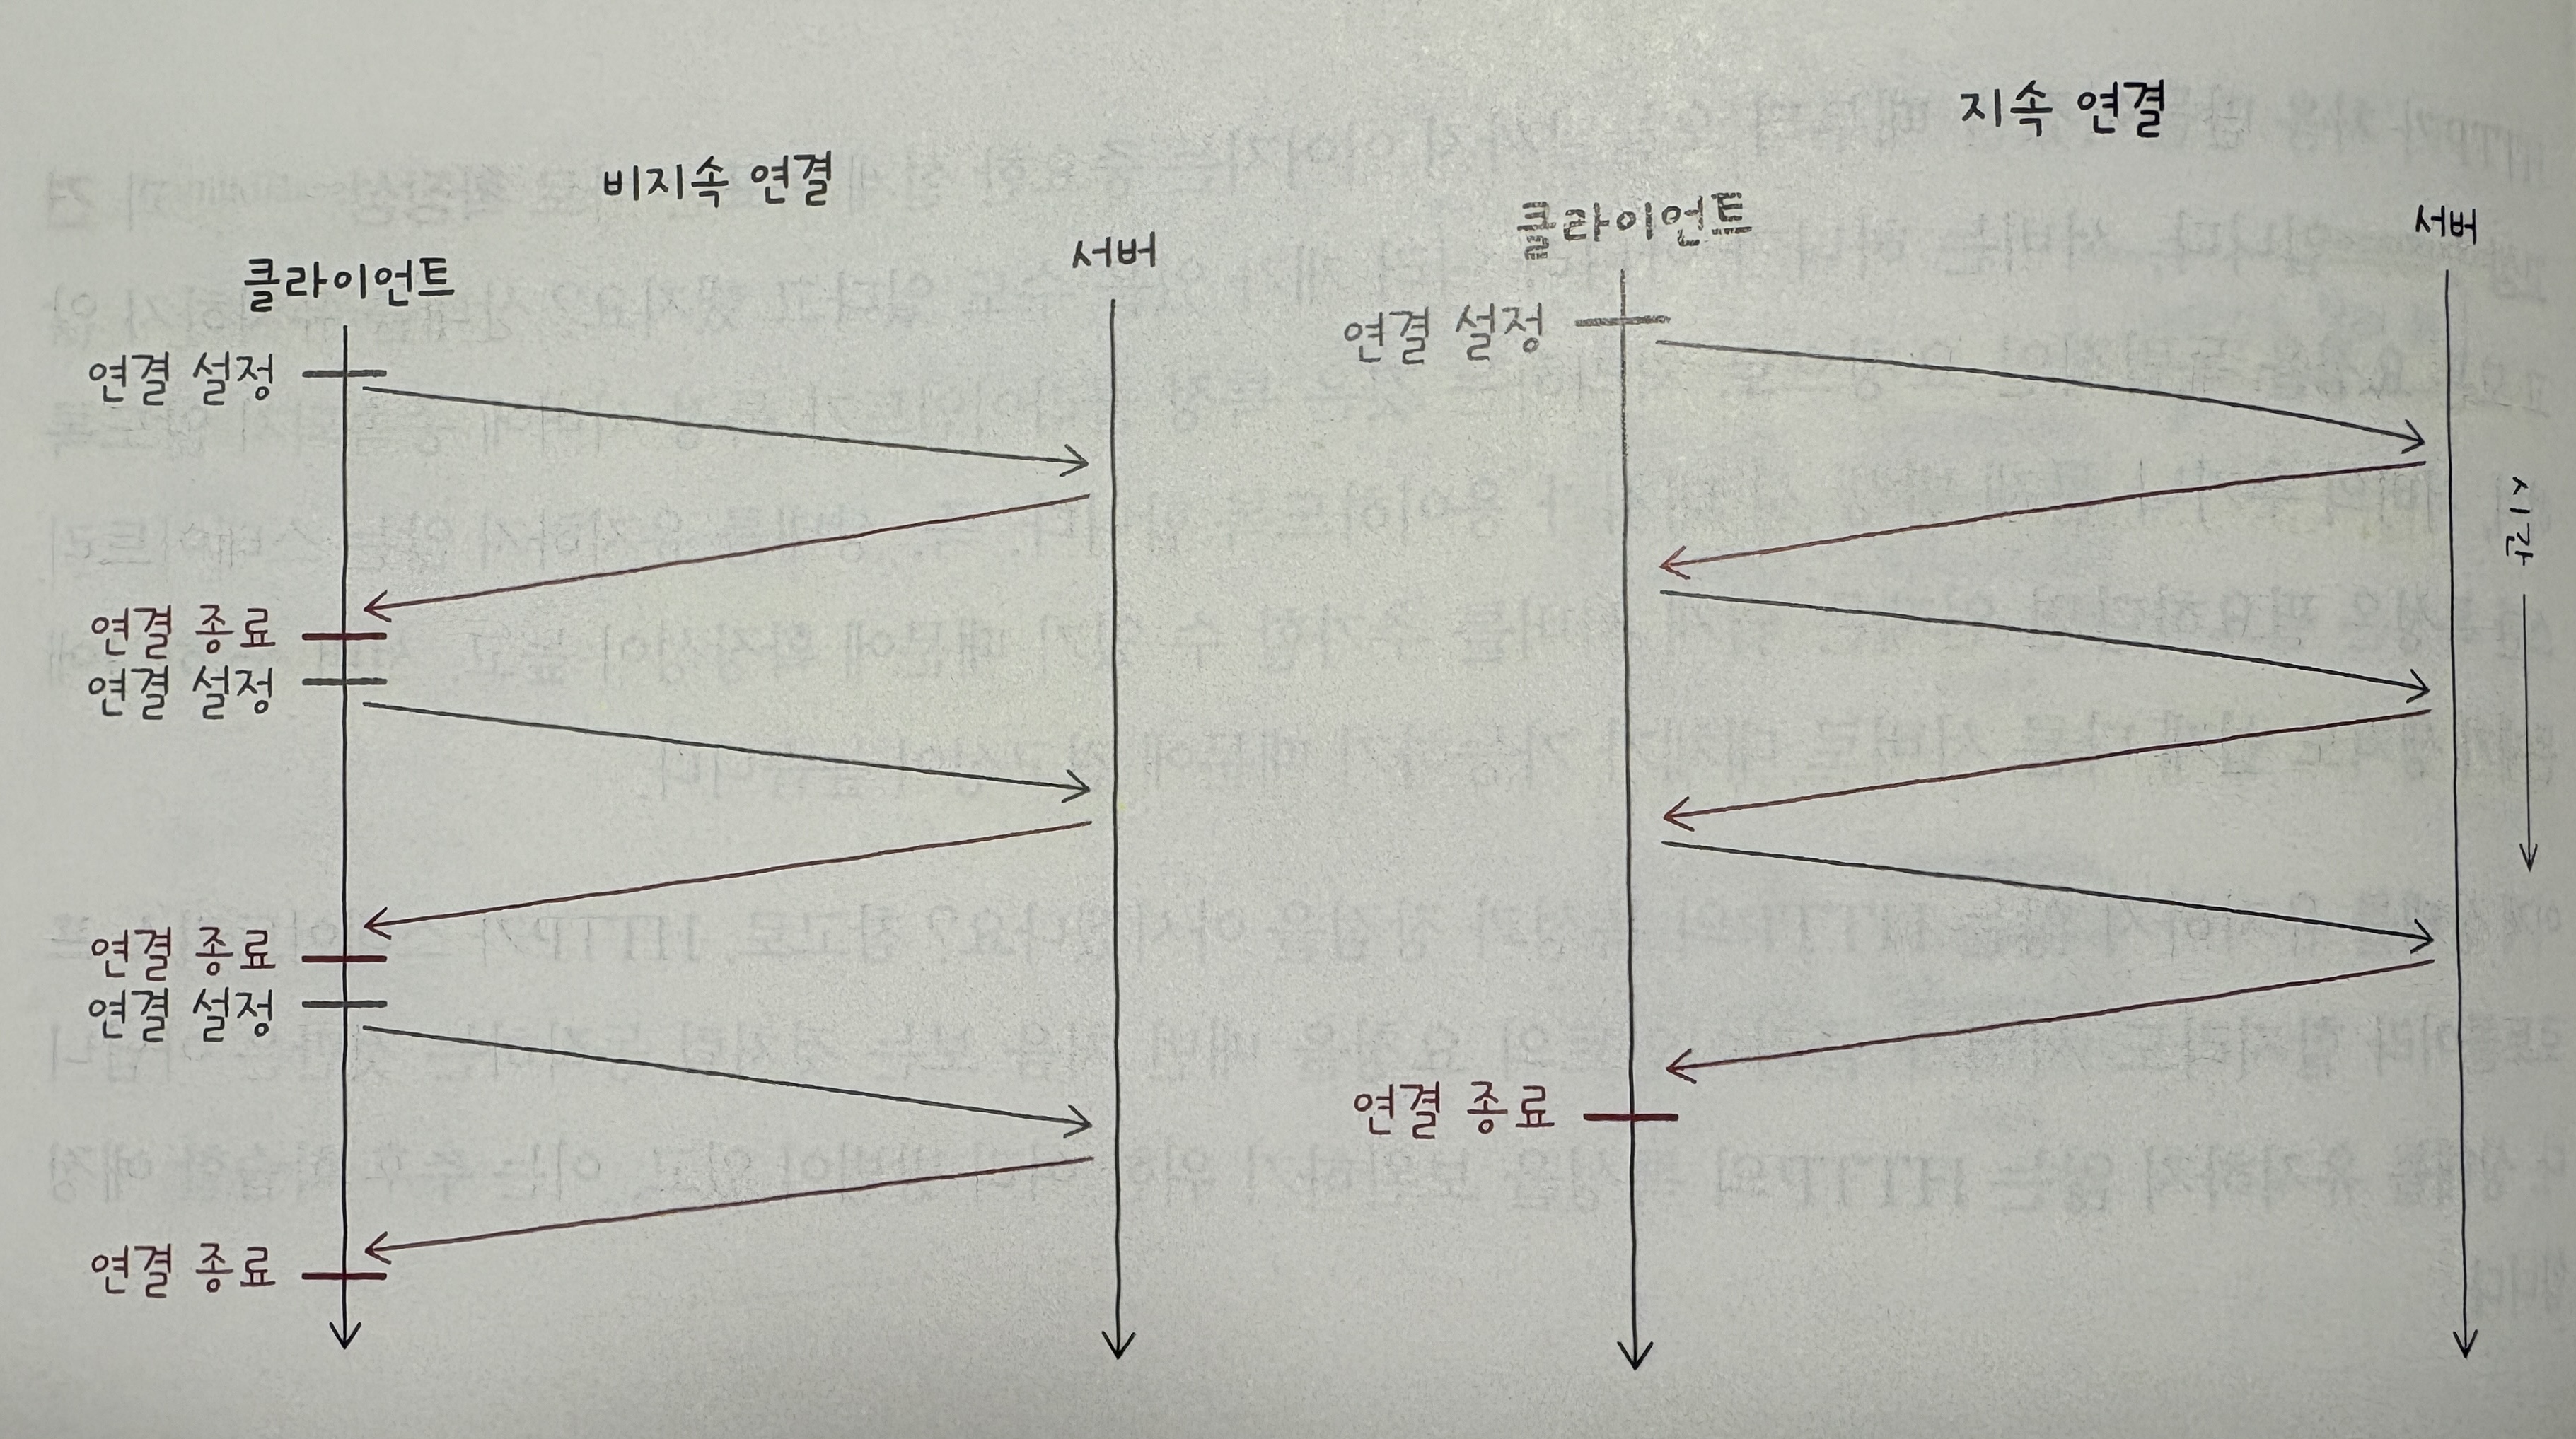 비지속 연결
클라이언트
서버
연결 설정
연결 종료
연결 설정
연결 종료
연결 설정
연결 종료
지속 연결
클라이언트
서버
연결 설정
시간
연결 종료